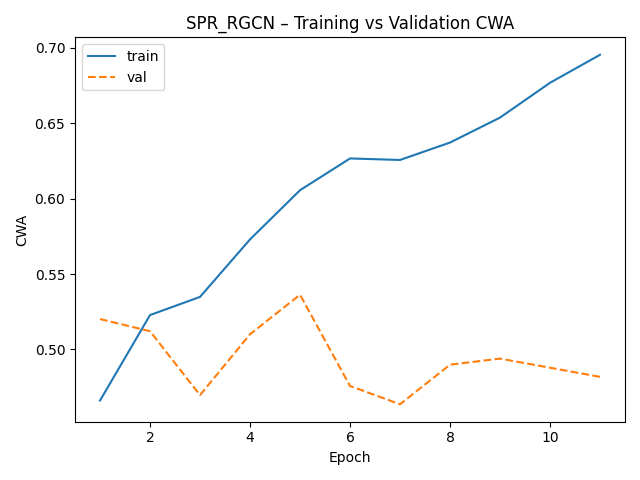 SPR_RGCN – Training vs Validation CWA
train
val
0.70
0.65
0.60
0.55
0.50
CWA
2
4
6
8
10
Epoch